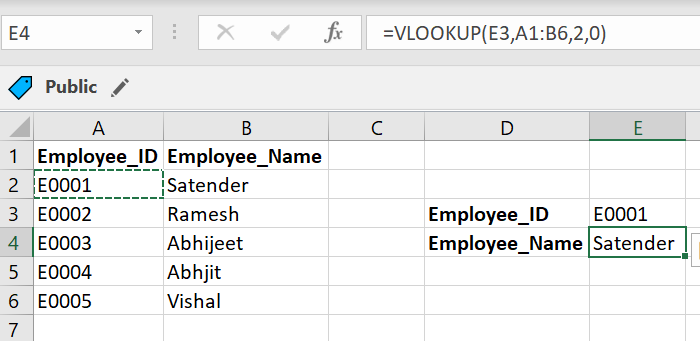 E4 fx =VLOOKUP(E3,A1:B6,2,0)
Public
A B C D E
1 Employee_ID Employee_Name
2 E0001 Satender
3 E0002 Ramesh Employee_ID E0001
4 E0003 Abhijeet Employee_Name Satender
5 E0004 Abhjit
6 E0005 Vishal
7